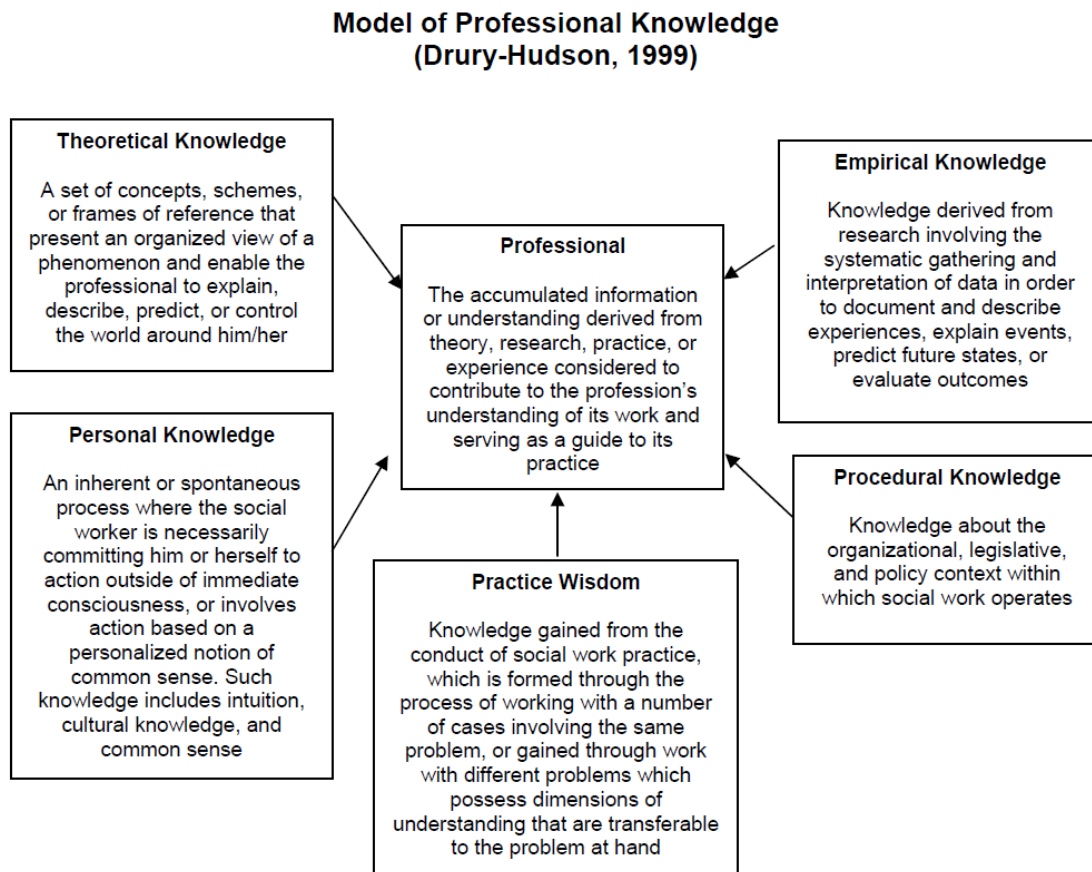 Model of Professional Knowledge
(Drury-Hudson, 1999)
Theoretical Knowledge
A set of concepts, schemes,
or frames of reference that
present an organized view of a
phenomenon and enable the
professional to explain,
describe, predict, or control
the world around him/her
Personal Knowledge
An inherent or spontaneous
process where the social
worker is necessarily
committing him or herself to
action outside of immediate
consciousness, or involves
action based on a
personalized notion of
common sense. Such
knowledge includes intuition,
cultural knowledge, and
common sense
Professional
The accumulated information
or understanding derived from
theory, research, practice, or
experience considered to
contribute to the profession’s
understanding of its work and
serving as a guide to its
practice
Practice Wisdom
Knowledge gained from the
conduct of social work practice,
which is formed through the
process of working with a number
of cases involving the same
problem, or gained through work
with different problems which
possess dimensions of
understanding that are transferable
to the problem at hand
Empirical Knowledge
Knowledge derived from
research involving the
systematic gathering and
interpretation of data in order
to document and describe
experiences, explain events,
predict future states, or
evaluate outcomes
Procedural Knowledge
Knowledge about the
organizational, legislative,
and policy context within
which social work operates